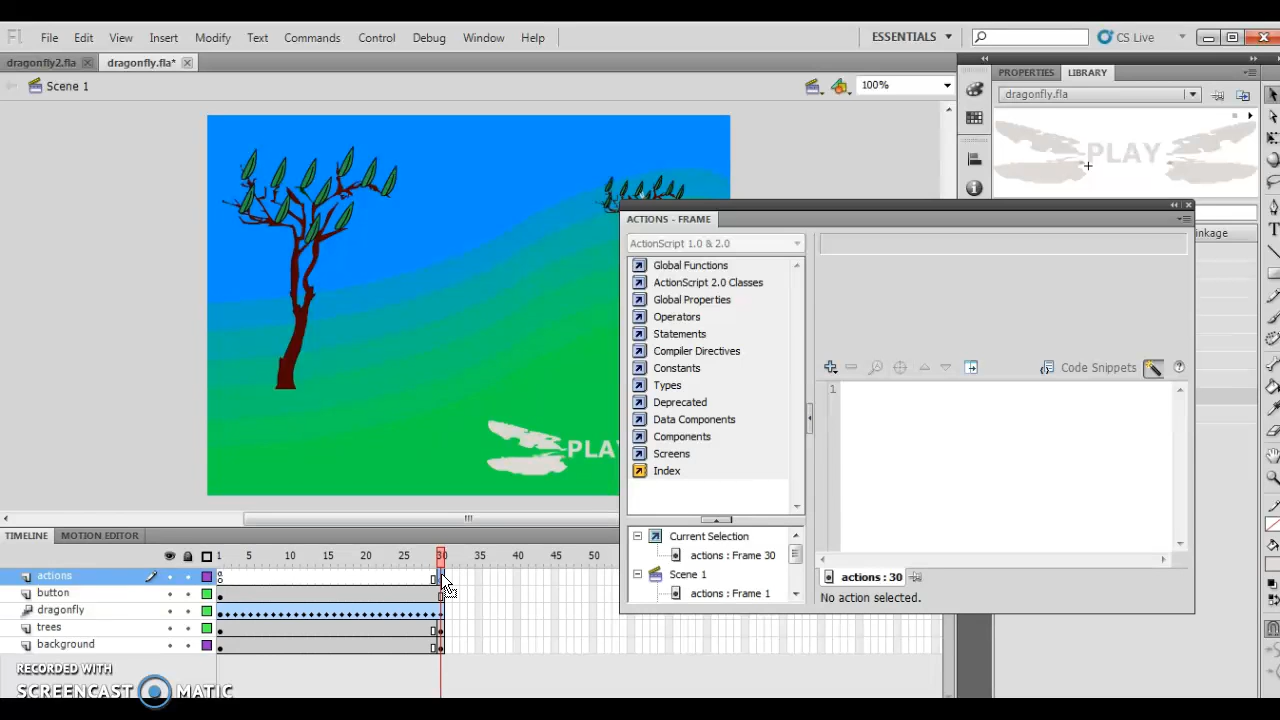 Fl File Edit View Insert Modify Text Commands Control Debug Window Help ESSENTIALS CS Live
dragonfly2.fla dragonfly.fla*
PROPERTIES LIBRARY
Scene 1 100%
dragonfly.fla
PLAY
ACTIONS - FRAME
ActionScript 1.0 & 2.0
inkage
Global Functions
ActionScript 2.0 Classes
Global Properties
Operators
Statements
Compiler Directives
Constants
Code Snippets
Types
1
Deprecated
Data Components
Components
PLAY
Screens
Index
TIMELINE MOTION EDITOR
Current Selection
actions : Frame 30
1 5 10 15 20 25 30 35 40 45 50
actions
Scene 1
actions : 30
button
actions : Frame 1
No action selected.
dragonfly
trees
background
RECORDED WITH
SCREENCAST MATIC